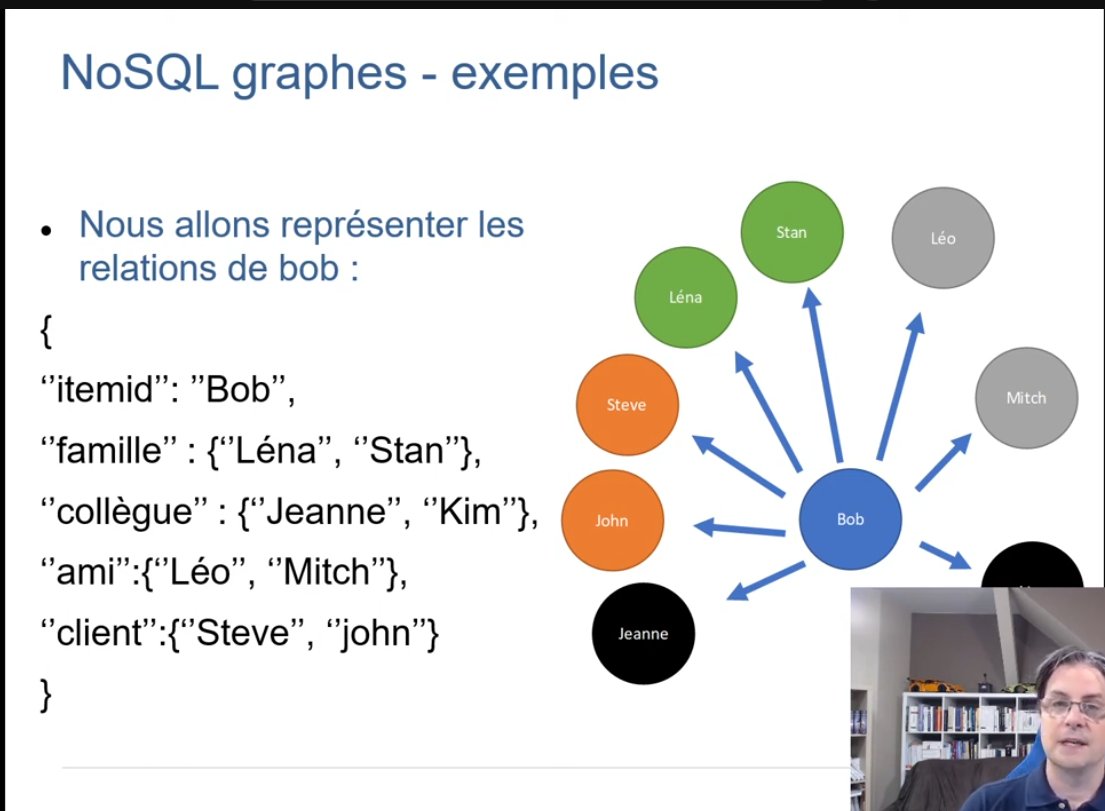 NoSQL graphes - exemples
• Nous allons représenter les
relations de bob :
{
‘’itemid’’: ’’Bob’’,
‘’famille’’ : {‘’Léna’’, ‘’Stan’’},
‘’collègue’’ : {‘’Jeanne’’, ‘’Kim’’},
‘’ami’’:{‘’Léo’’, ‘’Mitch’’},
‘’client’’:{‘’Steve’’, ‘’john’’}
}
Stan
Léo
Léna
Mitch
Steve
Bob
John
Jeanne